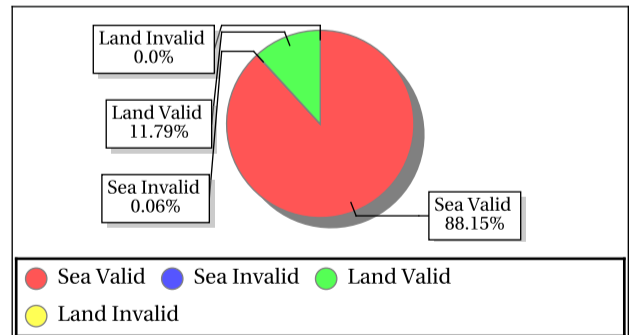 Land Invalid
0.0%
Land Valid
11.79%
Sea Invalid
0.06%
Sea Valid
88.15%
Sea Valid Sea Invalid Land Valid
Land Invalid